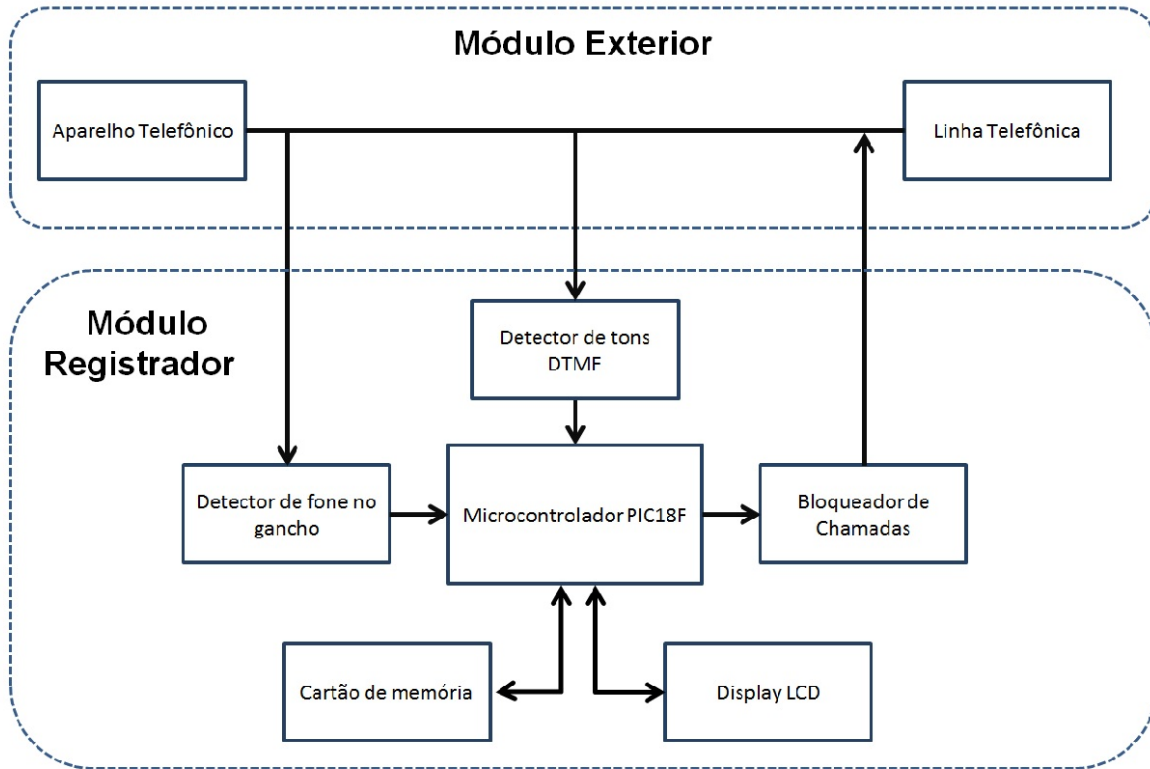 Módulo Exterior
Aparelho Telefônico
Linha Telefônica
Módulo
Registrador
Detector de tons
DTMF
Detector de fone no
gancho
Microcontrolador PIC18F
Bloqueador de
Chamadas
Cartão de memória
Display LCD